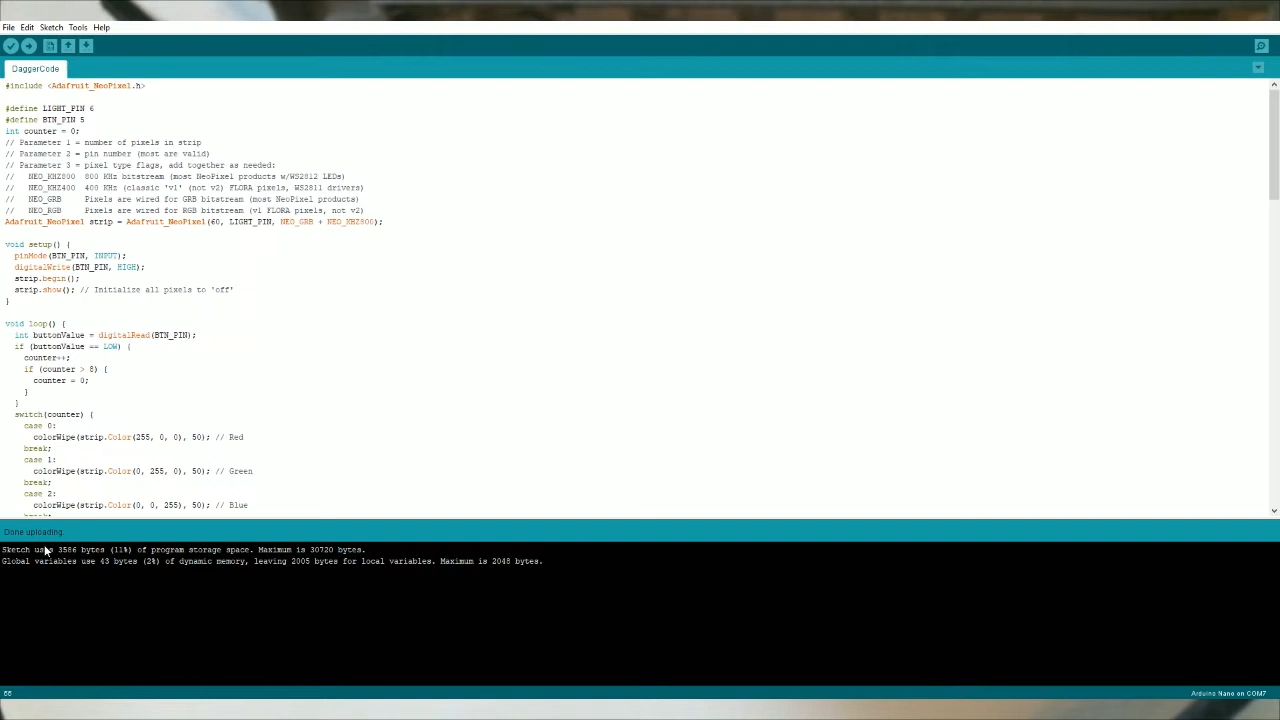 File Edit Sketch Tools Help
DaggerCode
#include <Adafruit_NeoPixel.h>
#define LIGHT_PIN 6
#define BTN_PIN 5
int counter = 0;
// Parameter 1 = number of pixels in strip
// Parameter 2 = pin number (most are valid)
// Parameter 3 = pixel type flags, add together as needed:
//   NEO_KHZ800  800 KHz bitstream (most NeoPixel products w/WS2812 LEDs)
//   NEO_KHZ400  400 KHz (classic 'v1' (not v2) FLORA pixels, WS2811 drivers)
//   NEO_GRB     Pixels are wired for GRB bitstream (most NeoPixel products)
//   NEO_RGB     Pixels are wired for RGB bitstream (v1 FLORA pixels, not v2)
Adafruit_NeoPixel strip = Adafruit_NeoPixel(60, LIGHT_PIN, NEO_GRB + NEO_KHZ800);
void setup() {
  pinMode(BTN_PIN, INPUT);
  digitalWrite(BTN_PIN, HIGH);
  strip.begin();
  strip.show(); // Initialize all pixels to 'off'
}
void loop() {
  int buttonValue = digitalRead(BTN_PIN);
  if (buttonValue == LOW) {
    counter++;
    if (counter > 8) {
      counter = 0;
    }
  }
  switch(counter) {
    case 0:
      colorWipe(strip.Color(255, 0, 0), 50); // Red
    break;
    case 1:
      colorWipe(strip.Color(0, 255, 0), 50); // Green
    break;
    case 2:
      colorWipe(strip.Color(0, 0, 255), 50); // Blue
    break;
Done uploading.
Sketch uses 3586 bytes (11%) of program storage space. Maximum is 30720 bytes.
Global variables use 43 bytes (2%) of dynamic memory, leaving 2005 bytes for local variables. Maximum is 2048 bytes.
Arduino Nano on COM7